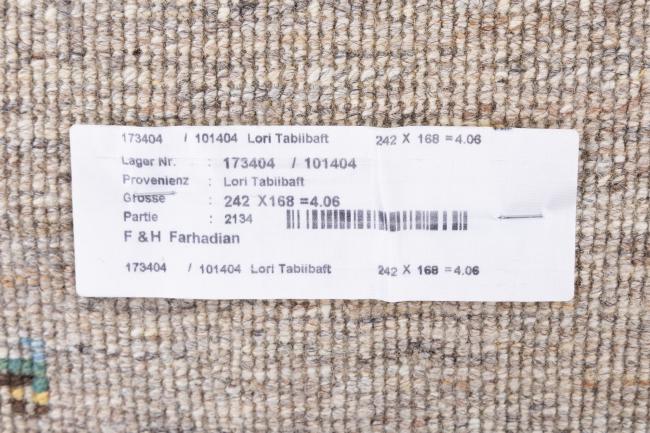 173404 / 101404 Lori Tabiibaft 242 X 168 =4.06
Lager Nr. : 173404 / 101404
Provenienz : Lori Tabiibaft
Grosse : 242 X168 =4.06
Partie : 2134
F &H Farhadian
173404 / 101404 Lori Tabiibaft 242 X 168 =4.06